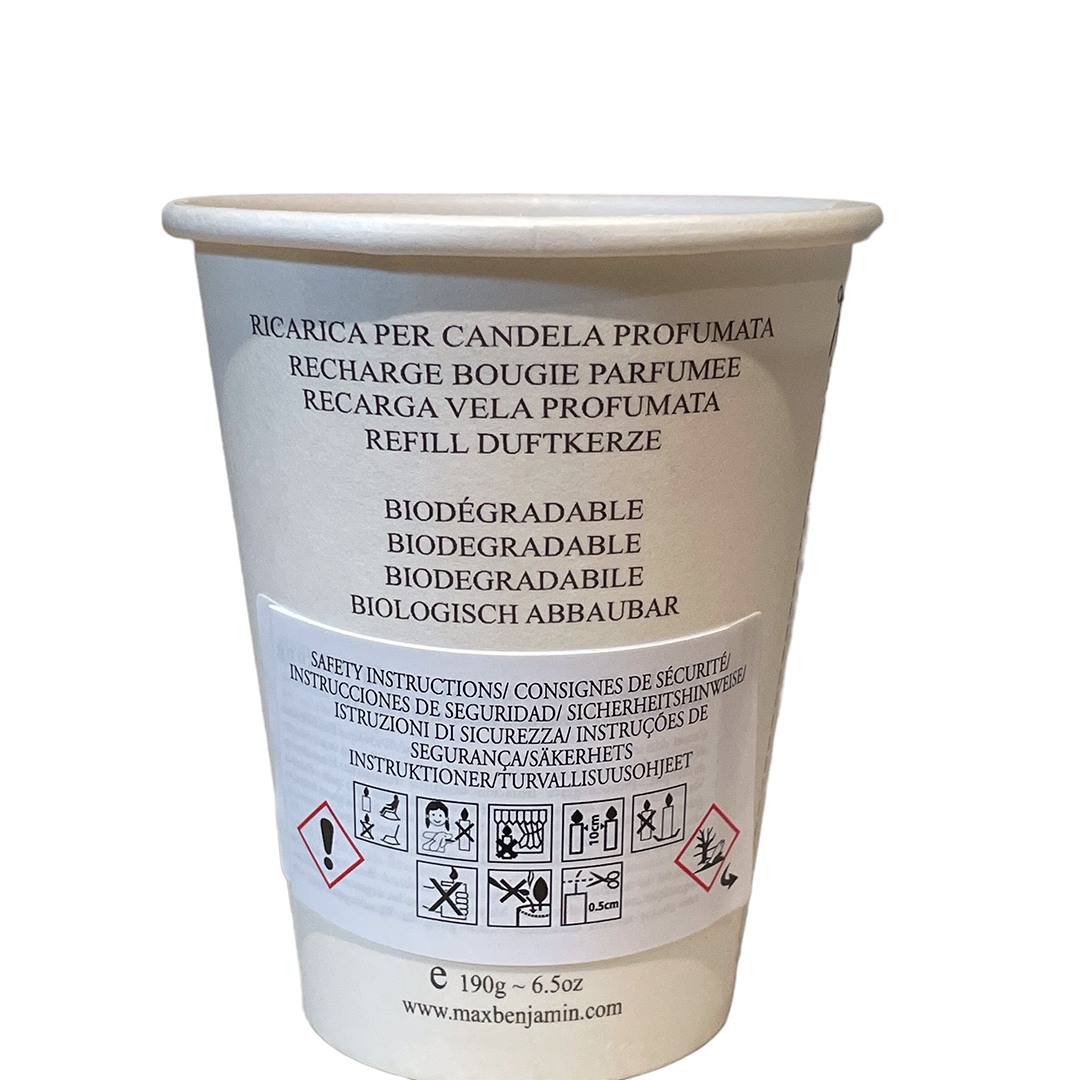 RICARICA PER CANDELA PROFUMATA
RECHARGE BOUGIE PARFUMEE
RECARGA VELA PROFUMATA
REFILL DUFTKERZE
BIODÉGRADABLE
BIODEGRADABLE
BIODEGRADABILE
BIOLOGISCH ABBAUBAR
SAFETY INSTRUCTIONS/ CONSIGNES DE SÉCURITÉ/
INSTRUCCIONES DE SEGURIDAD/ SICHERHEITSHINWEISE/
ISTRUZIONI DI SICUREZZA/ INSTRUÇÓES DE
SEGURANÇA/SÄKERHETS
INSTRUKTIONER/TURVALLISUUSOHJEET
10cm
0.5cm
e 190g ~ 6.5oz
www.maxbenjamin.com